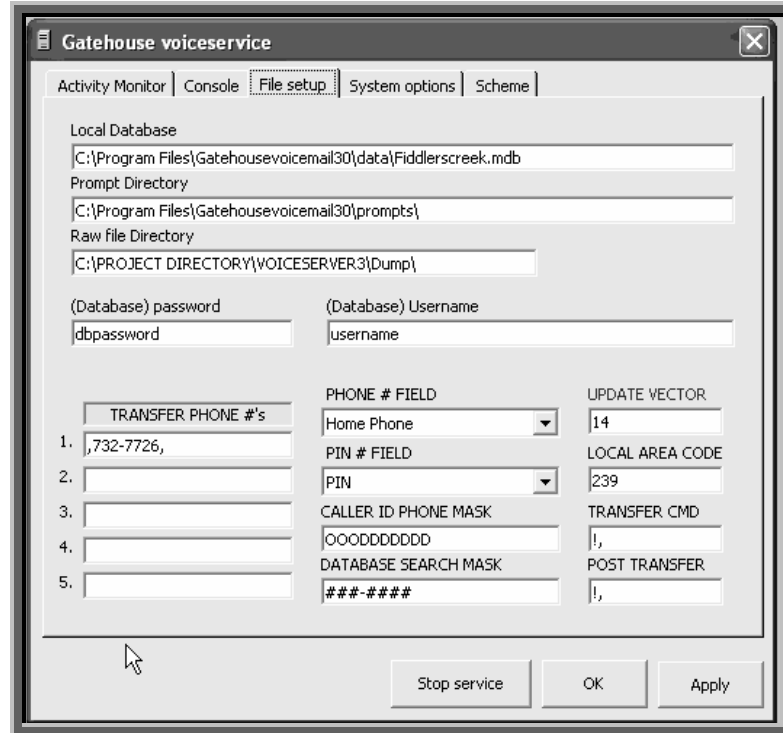 Gatehouse voiceservice
Activity Monitor Console File setup System options Scheme
Local Database
C:\Program Files\Gatehousevoicemail30\data\Fiddlerscreek.mdb
Prompt Directory
C:\Program Files\Gatehousevoicemail30\prompts\
Raw file Directory
C:\PROJECT DIRECTORY\VOICESERVER3\Dump\
(Database) password (Database) Username
dbpassword username
TRANSFER PHONE #'s
1. ,732-7726,
2.
3.
4.
5.
PHONE # FIELD
Home Phone
PIN # FIELD
PIN
CALLER ID PHONE MASK
OOODDDDDDD
DATABASE SEARCH MASK
###-####
UPDATE VECTOR
14
LOCAL AREA CODE
239
TRANSFER CMD
!,
POST TRANSFER
!,
Stop service OK Apply